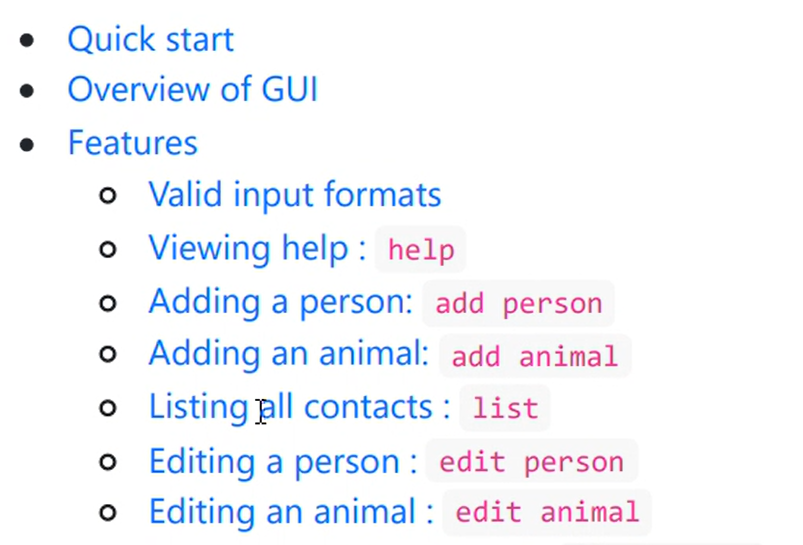 Quick start
Overview of GUI
Features
Valid input formats
Viewing help : help
Adding a person: add person
Adding an animal: add animal
Listing all contacts : list
Editing a person : edit person
Editing an animal : edit animal